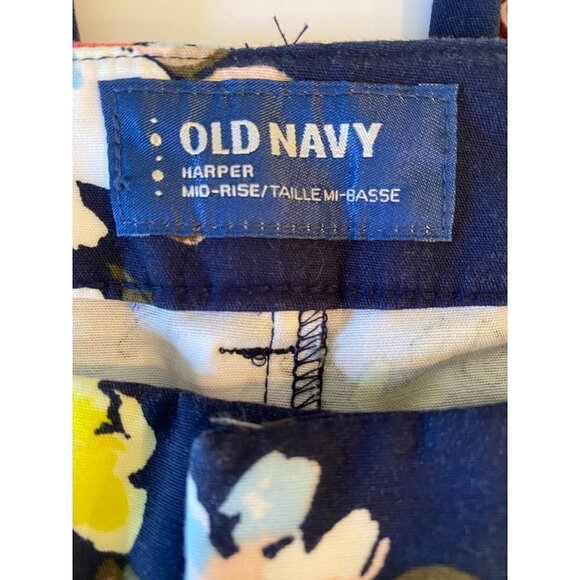 OLD NAVY
HARPER
MID-RISE/TAILLE MI-BASSE